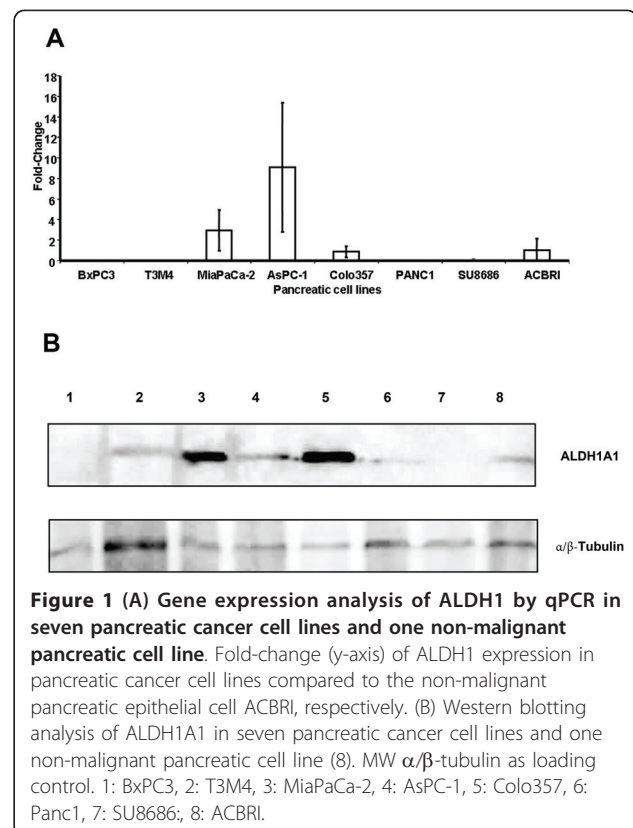 A
18
16
14
12
10
8
6
4
2
0
Fold-Change
BxPC3 T3M4 MiaPaCa-2 AsPC-1 Colo357 PANC1 SU8686 ACBRI
Pancreatic cell lines
B
1 2 3 4 5 6 7 8
ALDH1A1
α/β-Tubulin
Figure 1 (A) Gene expression analysis of ALDH1 by qPCR in
seven pancreatic cancer cell lines and one non-malignant
pancreatic cell line. Fold-change (y-axis) of ALDH1 expression in
pancreatic cancer cell lines compared to the non-malignant
pancreatic epithelial cell ACBRI, respectively. (B) Western blotting
analysis of ALDH1A1 in seven pancreatic cancer cell lines and one
non-malignant pancreatic cell line (8). MW α/β-tubulin as loading
control. 1: BxPC3, 2: T3M4, 3: MiaPaCa-2, 4: AsPC-1, 5: Colo357, 6:
Panc1, 7: SU8686:, 8: ACBRI.